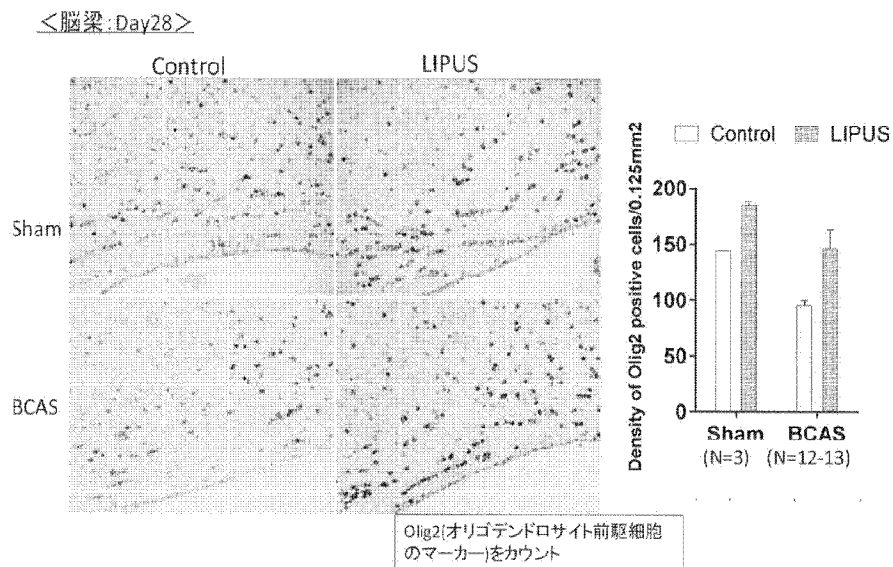 ＜脳梁:Day28＞
Control
LIPUS
Sham
BCAS
Control
LIPUS
Density of Olig2 positive cells/0.125mm2
200
150
100
50
0
Sham
BCAS
(N=3)
(N=12-13)
Olig2(オリゴデンドロサイト前駆細胞
のマーカー)をカウント